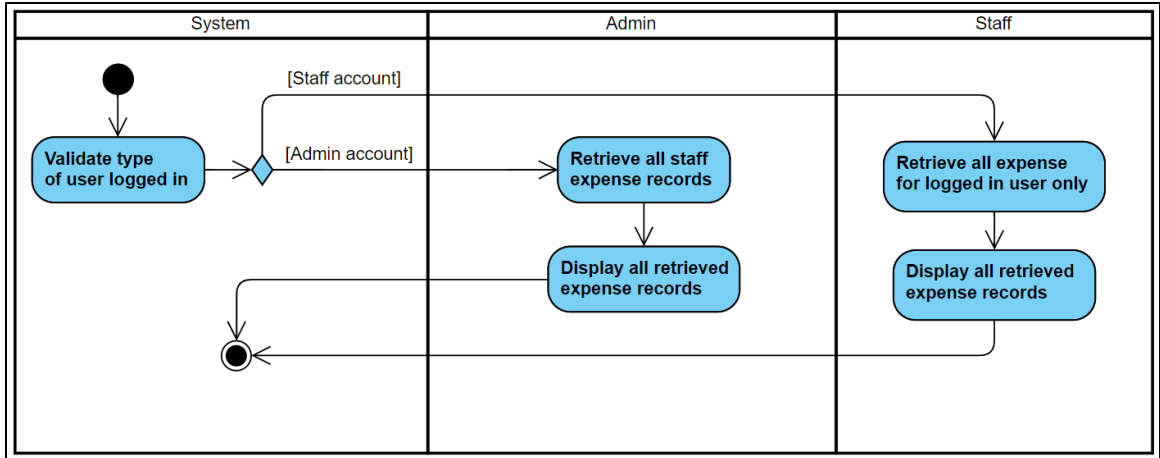 System
Admin
Staff
[Staff account]
Validate type
of user logged in
[Admin account]
Retrieve all staff
expense records
Retrieve all expense
for logged in user only
Display all retrieved
expense records
Display all retrieved
expense records